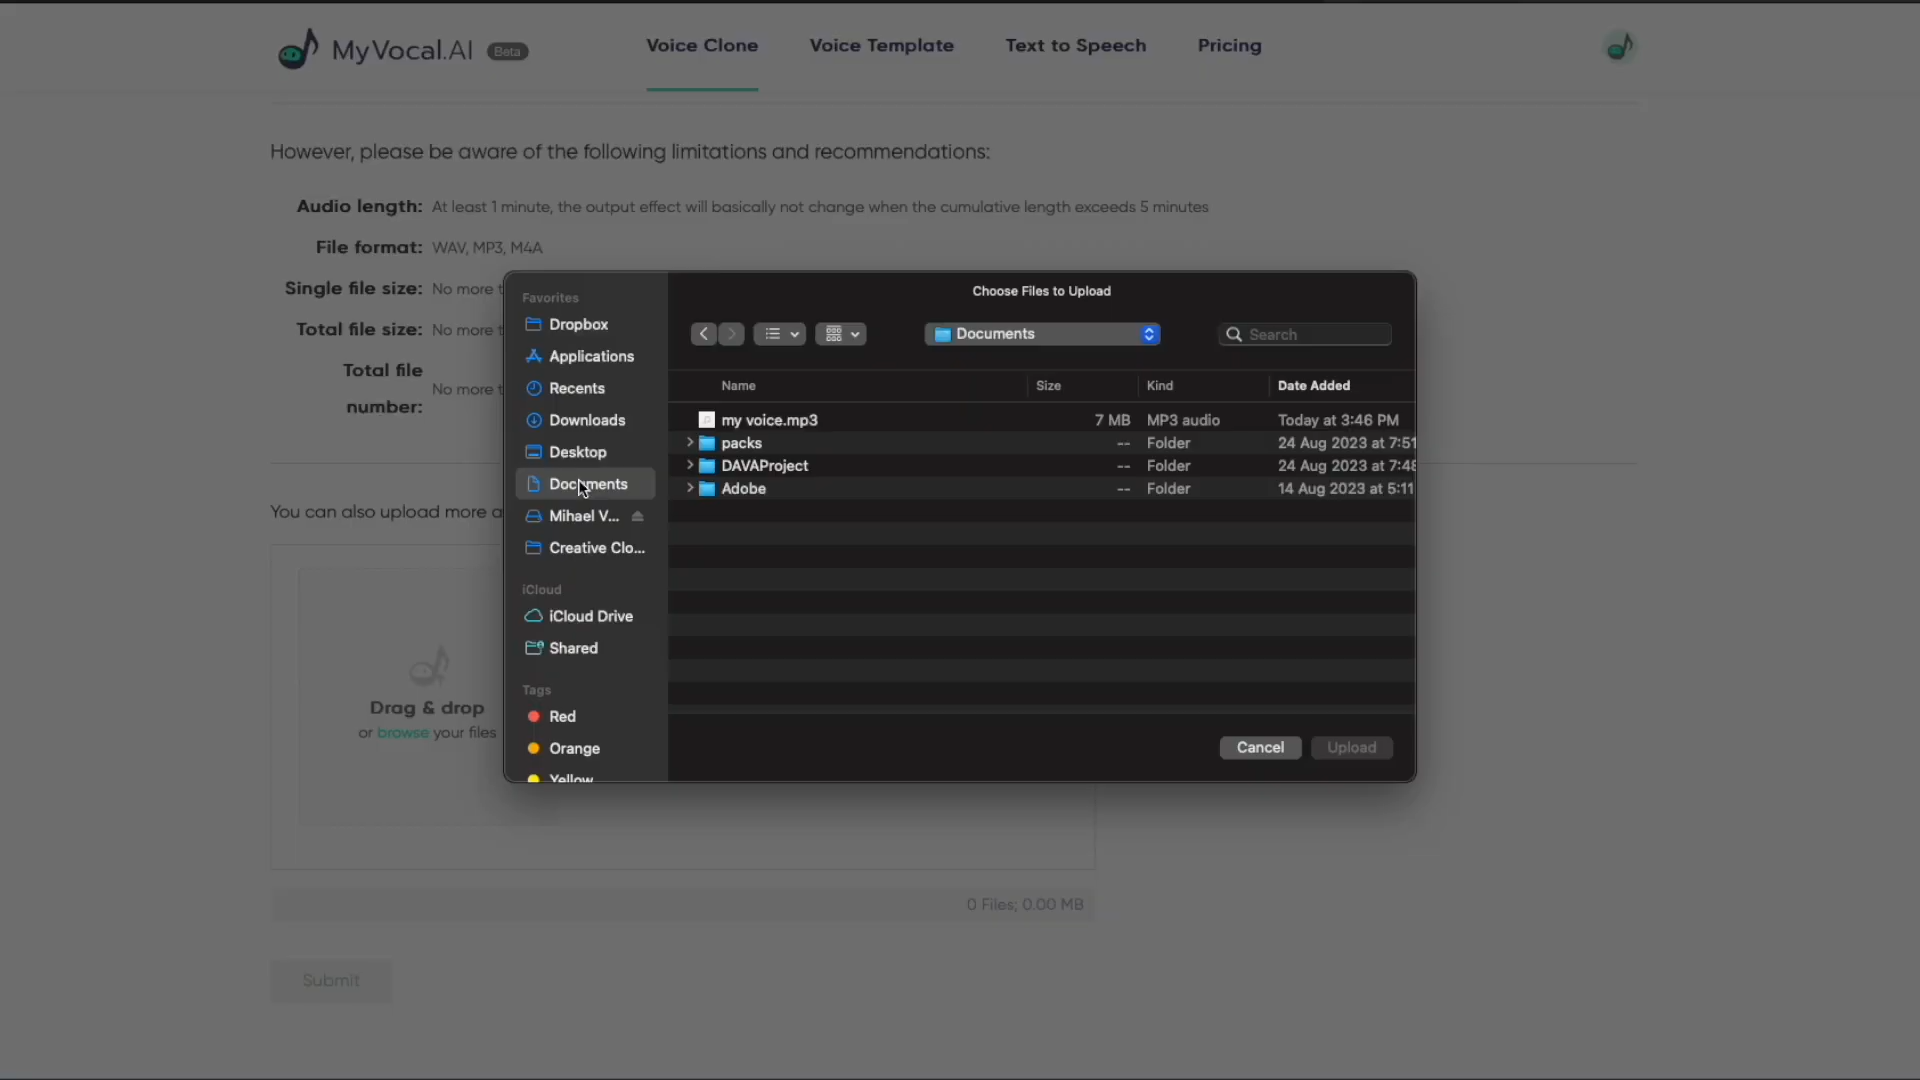 MyVocal.AI Beta
Voice Clone
Voice Template
Text to Speech
Pricing
However, please be aware of the following limitations and recommendations:
Audio length: At least 1 minute, the output effect will basically not change when the cumulative length exceeds 5 minutes
File format: WAV, MP3, M4A
Single file size: No more t
Total file size: No more t
Total file
number: No more t
You can also upload more a
Drag & drop
or browse your files
0 Files; 0.00 MB
Submit
Favorites
Dropbox
Applications
Recents
Downloads
Desktop
Documents
Mihael V...
Creative Clo...
iCloud
iCloud Drive
Shared
Tags
Red
Orange
Yellow
Choose Files to Upload
Documents
Search
Name Size Kind Date Added
my voice.mp3 7 MB MP3 audio Today at 3:46 PM
packs -- Folder 24 Aug 2023 at 7:51
DAVAProject -- Folder 24 Aug 2023 at 7:48
Adobe -- Folder 14 Aug 2023 at 5:11
Cancel
Upload